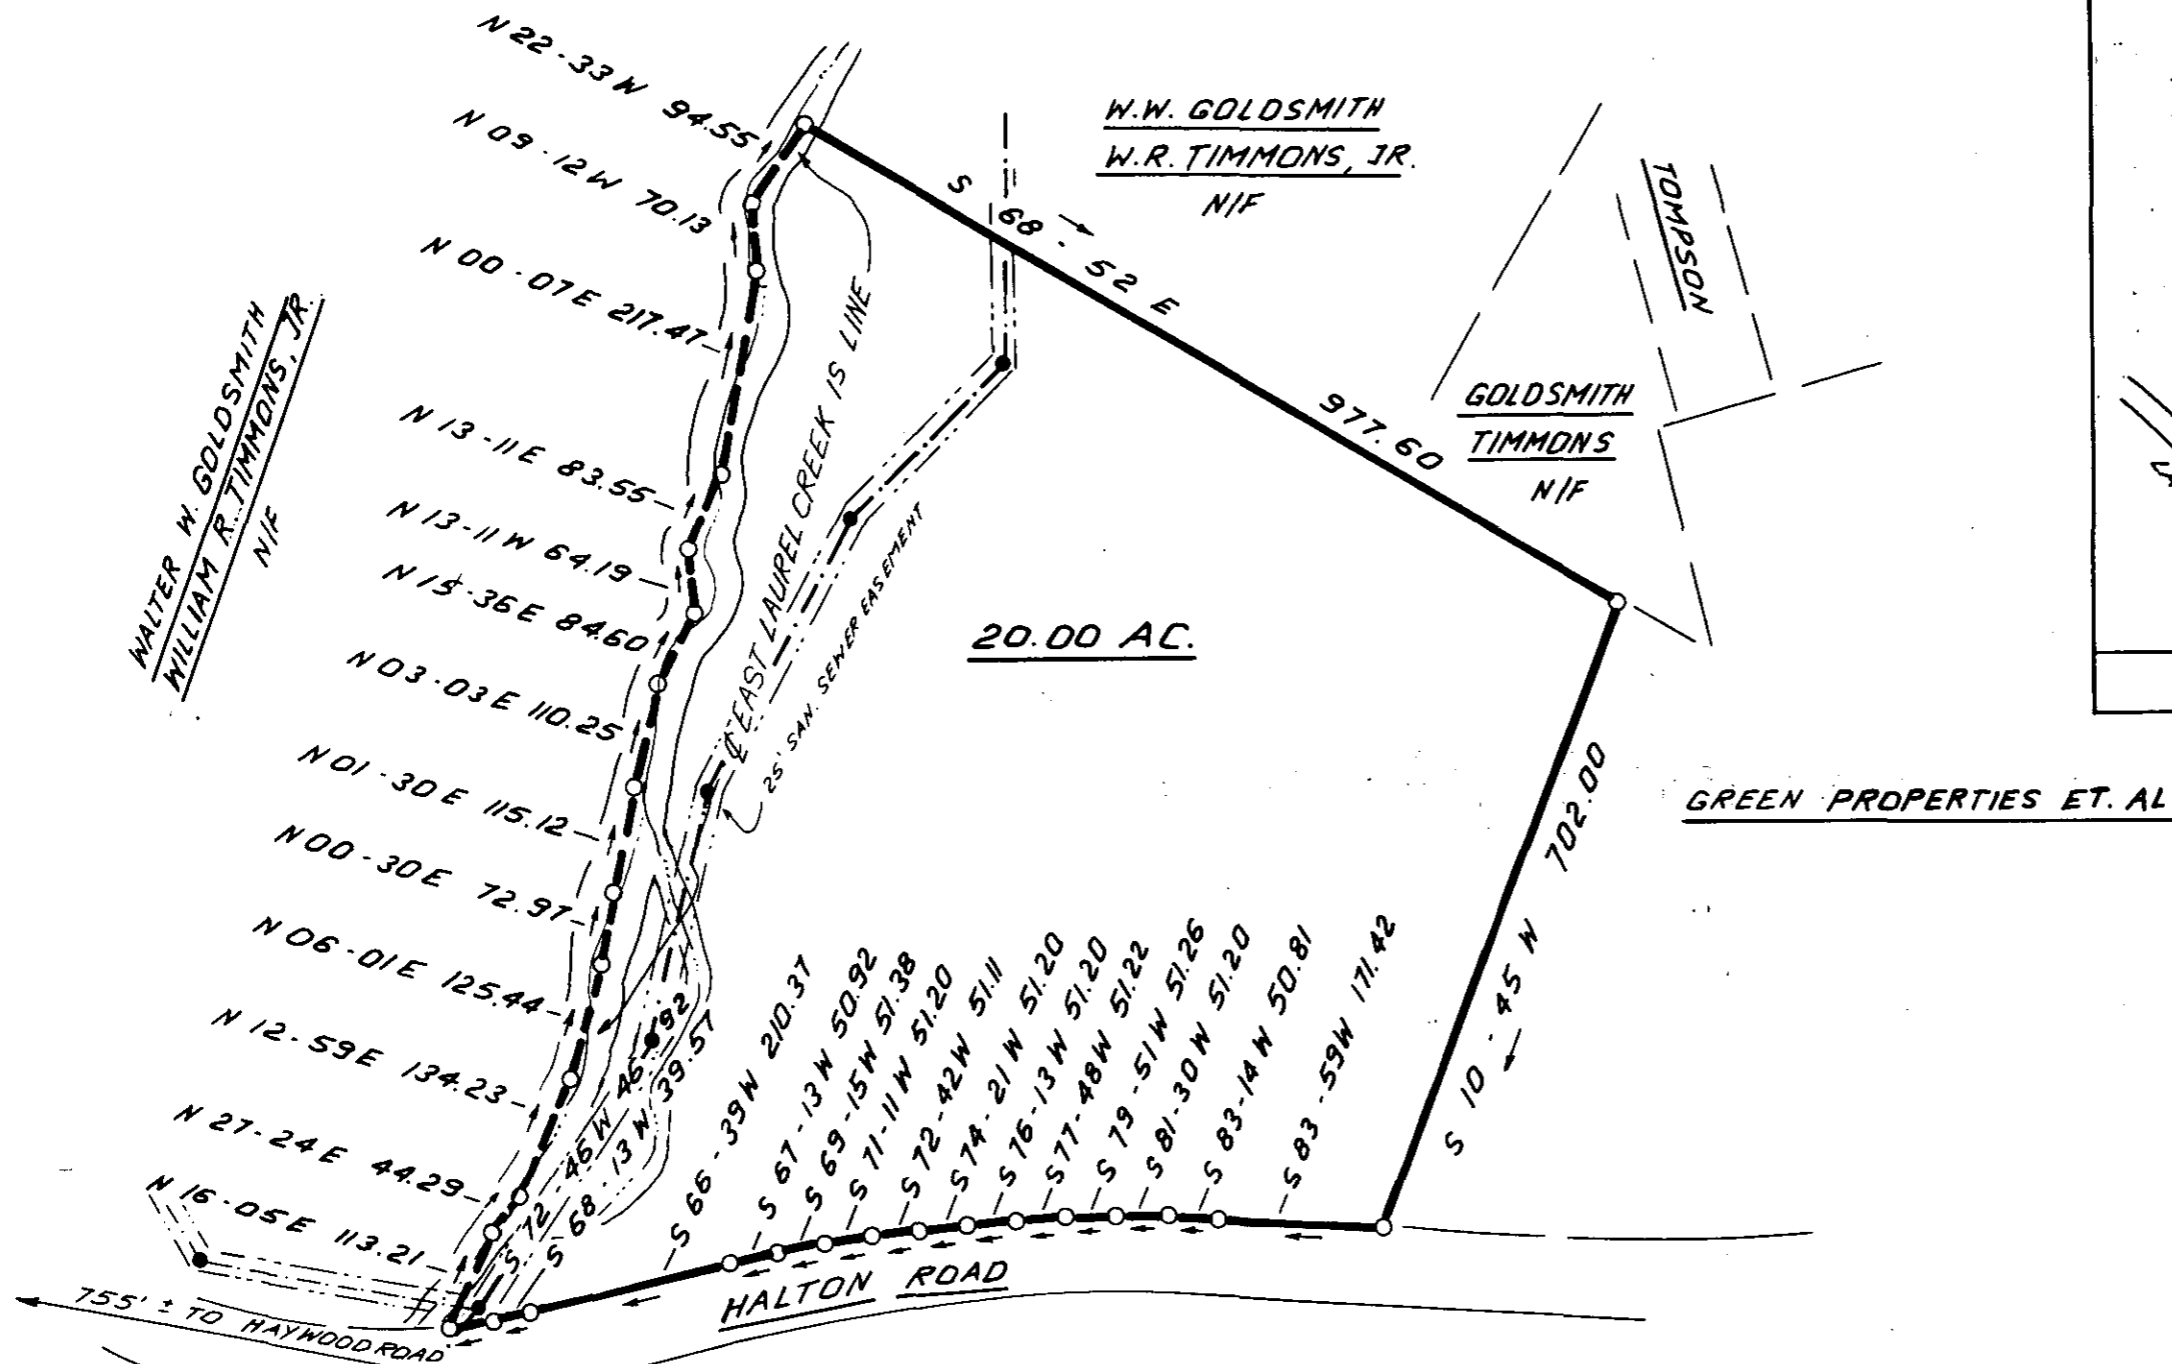 N 22-33 W 94.55
N 09-12 W 70.13
N 00-07 E 217.47
N 13-11 E 83.55
N 13-11 W 64.19
N 15-36 E 84.60
N 03-03 E 110.25
N 01-30 E 115.12
N 00-30 E 72.97
N 06-01 E 125.44
N 12-59 E 134.23
N 27-24 E 44.29
N 16-05 E 113.21
WALTER W. GOLDSMITH
WILLIAM R. TIMMONS, JR.
N/F
W.W. GOLDSMITH
W.R. TIMMONS, JR.
N/F
S 68-52 E
977.60
TOMPSON
GOLDSMITH
TIMMONS
N/F
℄ EAST LAUREL CREEK IS LINE
25' SAN. SEWER EASEMENT
20.00 AC.
702.00
S 10-45 W
GREEN PROPERTIES ET. AL
S 72-46 W 46.92
S 68-13 W 39.57
S 66-39 W 210.37
S 67-13 W 50.92
S 69-15 W 51.38
S 71-11 W 51.20
S 72-42 W 51.11
S 74-21 W 51.20
S 76-13 W 51.20
S 77-48 W 51.22
S 79-51 W 51.26
S 81-30 W 51.20
S 83-14 W 50.81
S 83-59 W 171.42
HALTON ROAD
755' ± TO HAYWOOD ROAD